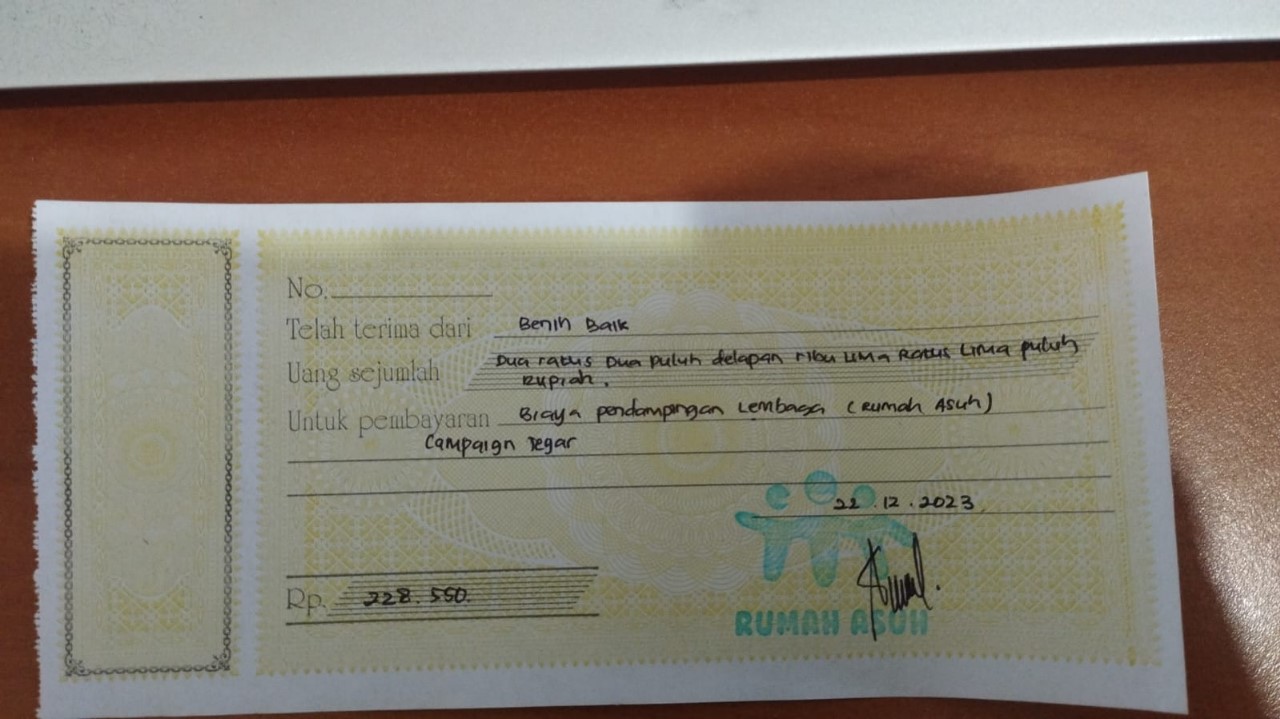 No.
Telah terima dari Benih Baik
Uang sejumlah Dua ratus Dua puluh delapan ribu Lima Ratus Lima puluh
Rupiah.
Untuk pembayaran Biaya pendampingan Lembaga (Rumah Asuh)
Campaign Tegar
22.12.2023
Rp. 228.550.
RUMAH ASUH